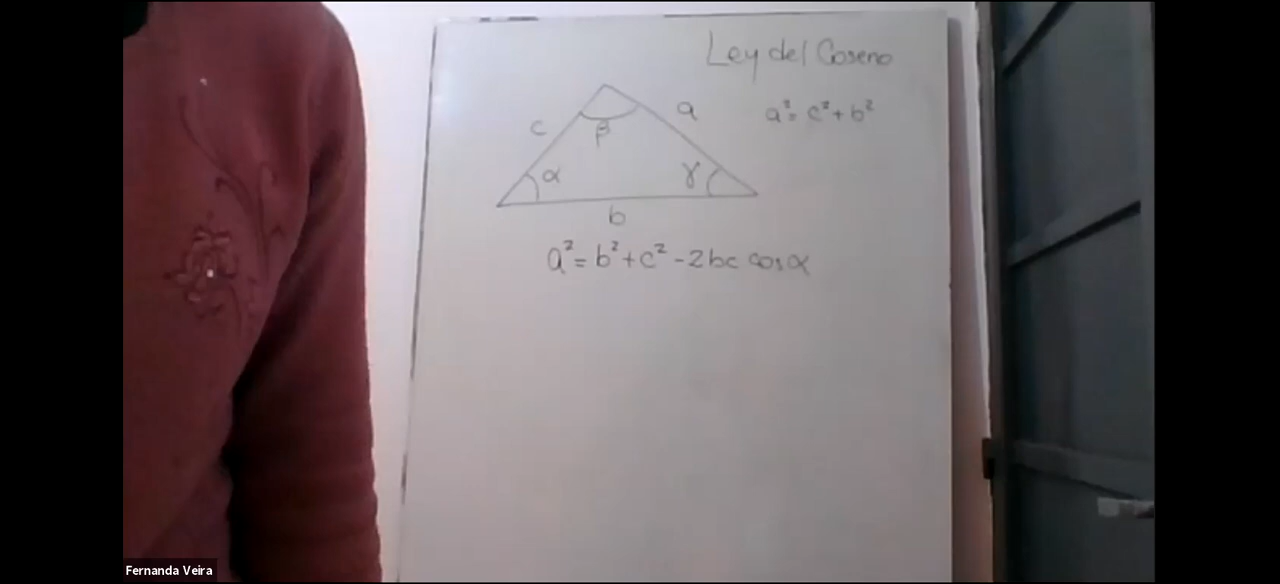 Ley del Coseno
a² = c² + b²
c
a
β
α
γ
b
a² = b² + c² - 2bc cos α
Fernanda Veira